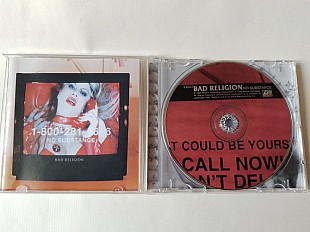 1-800-281
NO SUBSTANCE
BAD RELIGION
BAD RELIGION NO SUBSTANCE
T COULD BE YOURS
CALL NOW!
N'T DEL